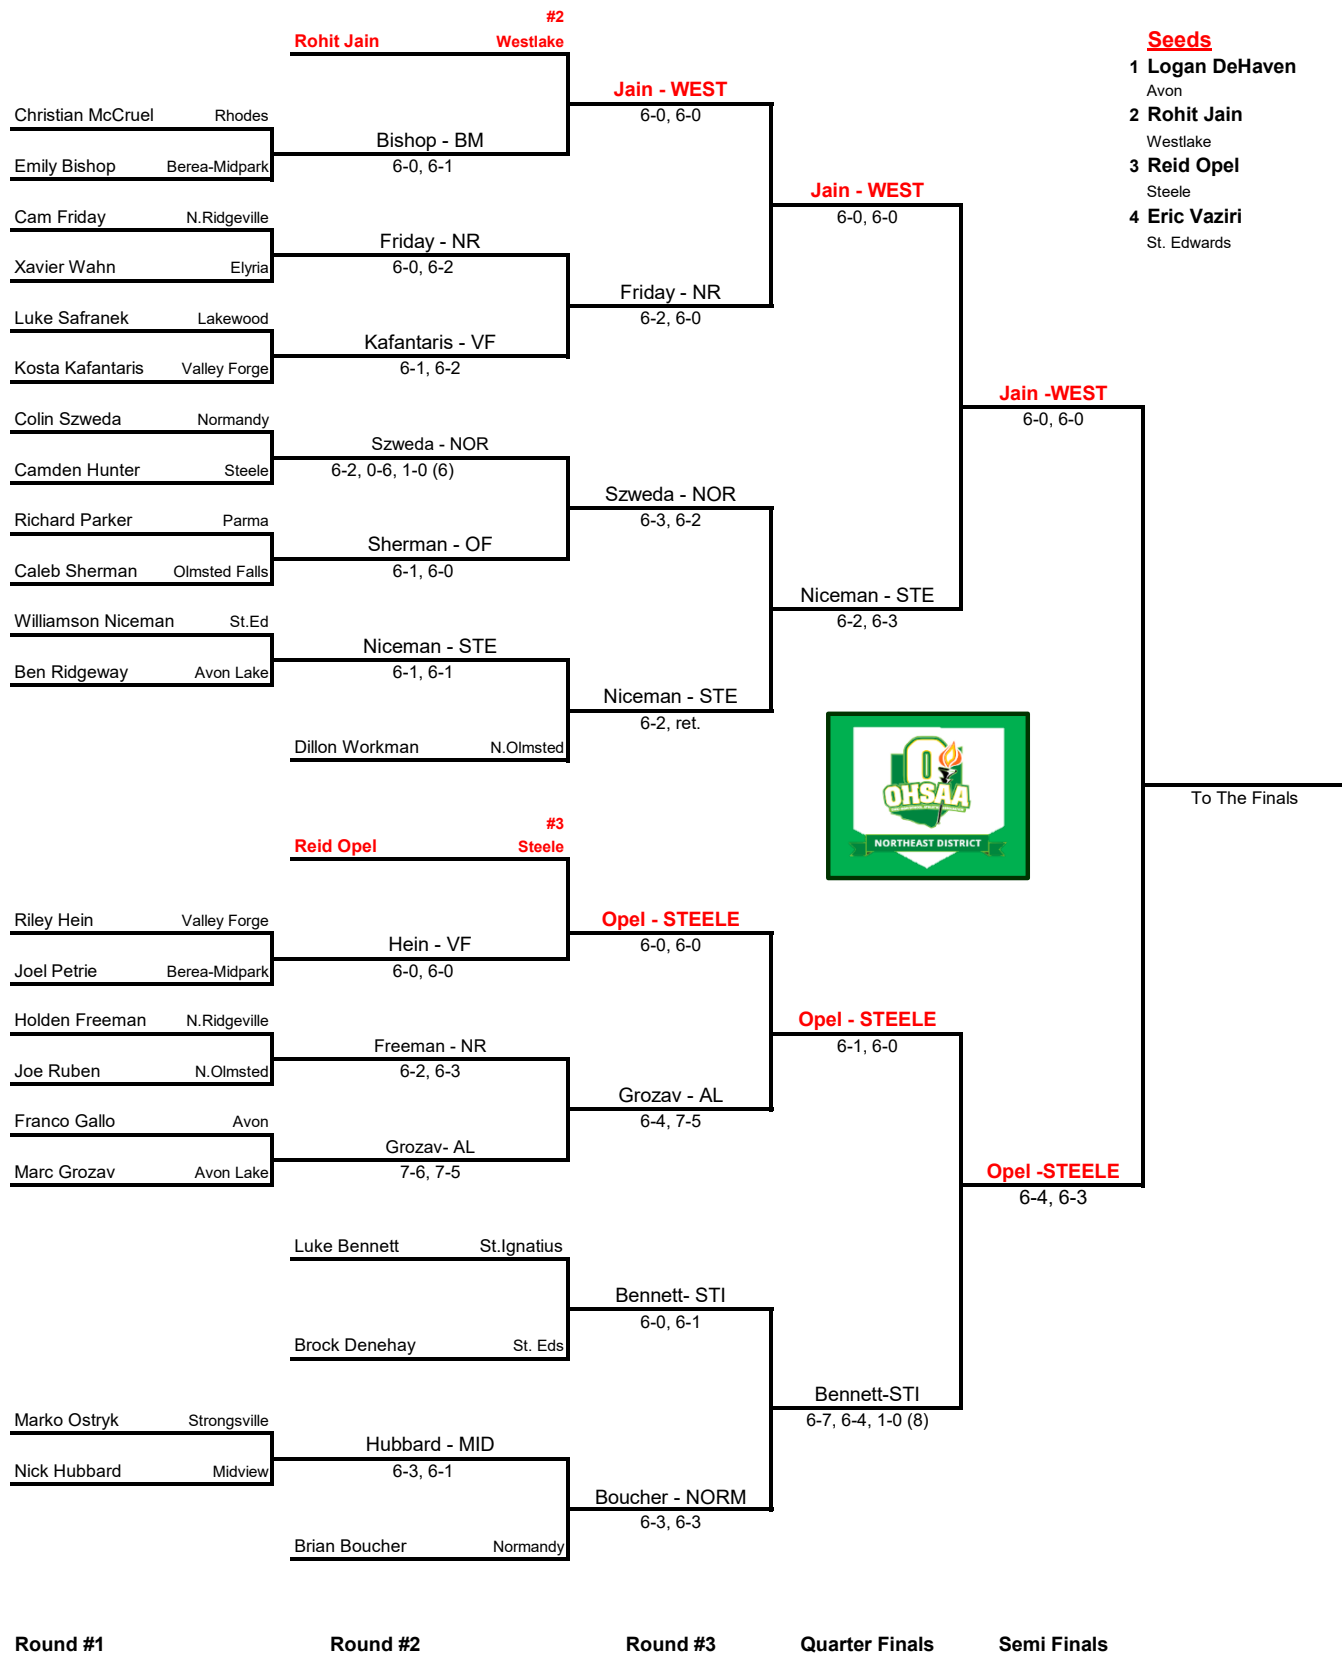 #2
Rohit Jain Westlake
Seeds
1 Logan DeHaven
Avon
2 Rohit Jain
Westlake
3 Reid Opel
Steele
4 Eric Vaziri
St. Edwards
Jain - WEST
6-0, 6-0
Christian McCruel Rhodes
Bishop - BM
6-0, 6-1
Emily Bishop Berea-Midpark
Jain - WEST
6-0, 6-0
Cam Friday N.Ridgeville
Friday - NR
6-0, 6-2
Xavier Wahn Elyria
Friday - NR
6-2, 6-0
Luke Safranek Lakewood
Kafantaris - VF
6-1, 6-2
Kosta Kafantaris Valley Forge
Jain -WEST
6-0, 6-0
Colin Szweda Normandy
Szweda - NOR
6-2, 0-6, 1-0 (6)
Camden Hunter Steele
Szweda - NOR
6-3, 6-2
Richard Parker Parma
Sherman - OF
6-1, 6-0
Caleb Sherman Olmsted Falls
Niceman - STE
6-2, 6-3
Williamson Niceman St.Ed
Niceman - STE
6-1, 6-1
Ben Ridgeway Avon Lake
Niceman - STE
6-2, ret.
Dillon Workman N.Olmsted
OHSAA
NORTHEAST DISTRICT
To The Finals
#3
Reid Opel Steele
Riley Hein Valley Forge
Opel - STEELE
6-0, 6-0
Hein - VF
6-0, 6-0
Joel Petrie Berea-Midpark
Holden Freeman N.Ridgeville
Opel - STEELE
6-1, 6-0
Freeman - NR
6-2, 6-3
Joe Ruben N.Olmsted
Grozav - AL
6-4, 7-5
Franco Gallo Avon
Grozav- AL
7-6, 7-5
Marc Grozav Avon Lake
Opel -STEELE
6-4, 6-3
Luke Bennett St.Ignatius
Bennett- STI
6-0, 6-1
Brock Denehay St. Eds
Bennett-STI
6-7, 6-4, 1-0 (8)
Marko Ostryk Strongsville
Hubbard - MID
6-3, 6-1
Nick Hubbard Midview
Boucher - NORM
6-3, 6-3
Brian Boucher Normandy
Round #1 Round #2 Round #3 Quarter Finals Semi Finals